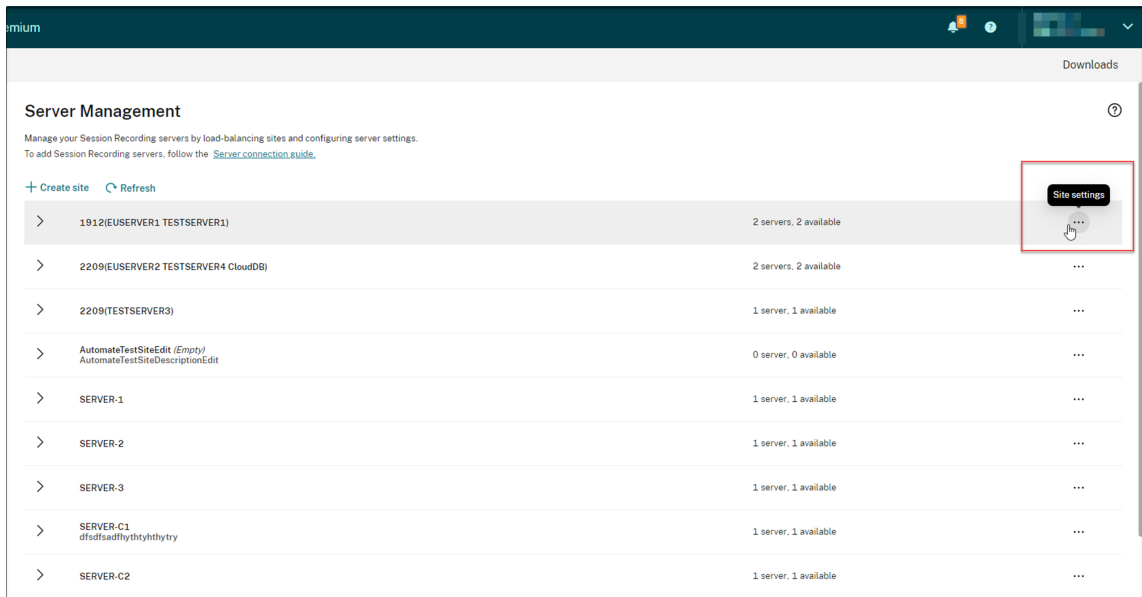 emium
8
?
Downloads
Server Management
?
Manage your Session Recording servers by load-balancing sites and configuring server settings.
To add Session Recording servers, follow the Server connection guide.
+ Create site Refresh
Site settings
1912(EUSERVER1 TESTSERVER1) 2 servers, 2 available ...
2209(EUSERVER2 TESTSERVER4 CloudDB) 2 servers, 2 available ...
2209(TESTSERVER3) 1 server, 1 available ...
AutomateTestSiteEdit (Empty)
AutomateTestSiteDescriptionEdit
0 server, 0 available ...
SERVER-1 1 server, 1 available ...
SERVER-2 1 server, 1 available ...
SERVER-3 1 server, 1 available ...
SERVER-C1
dfsdfsadfhythtyhthytry
1 server, 1 available ...
SERVER-C2 1 server, 1 available ...